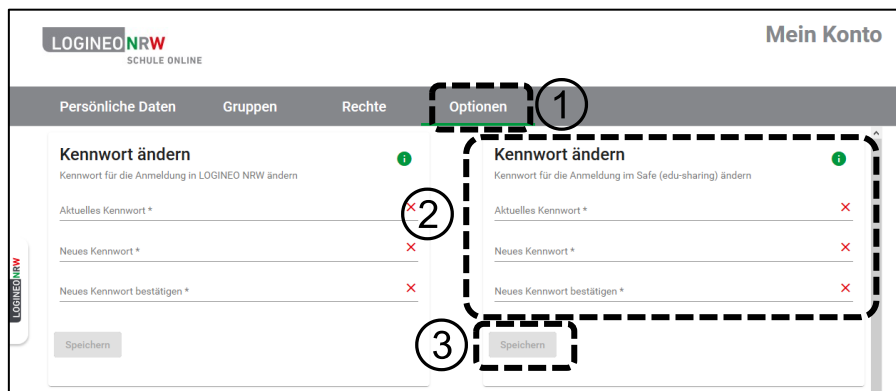 LOGINEO NRW
SCHULE ONLINE
Mein Konto
Persönliche Daten Gruppen Rechte Optionen 1
Kennwort ändern
Kennwort für die Anmeldung in LOGINEO NRW ändern
Aktuelles Kennwort *
Neues Kennwort *
Neues Kennwort bestätigen *
Speichern
2
Kennwort ändern
Kennwort für die Anmeldung im Safe (edu-sharing) ändern
Aktuelles Kennwort *
Neues Kennwort *
Neues Kennwort bestätigen *
3
Speichern
LOGINEO NRW